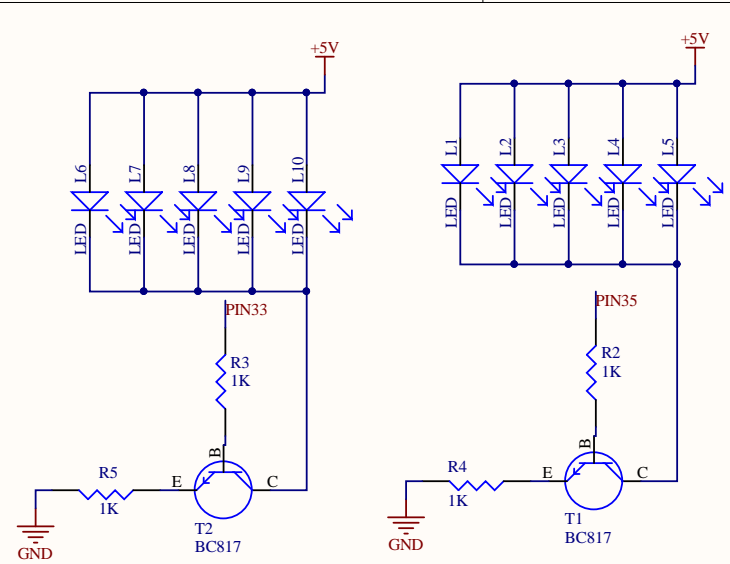 +5V
L6
L7
L8
L9
L10
LED
LED
LED
LED
LED
PIN33
R3
1K
B
R5
1K
E
C
T2
BC817
GND
+5V
L1
L2
L3
L4
L5
LED
LED
LED
LED
LED
PIN35
R2
1K
B
R4
1K
E
C
T1
BC817
GND